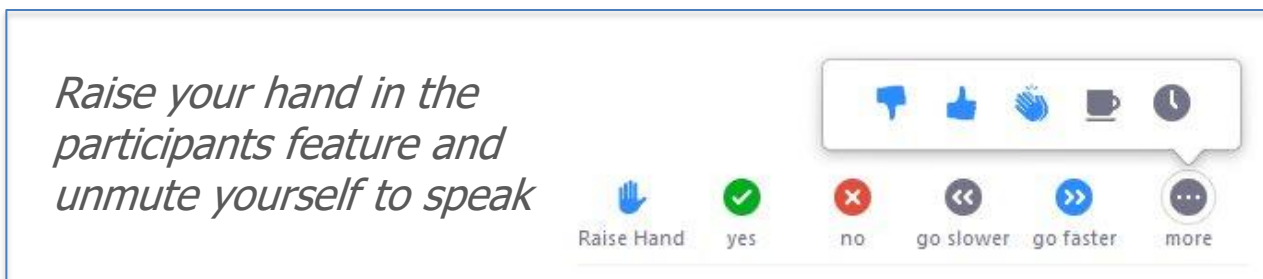 Raise your hand in the
participants feature and
unmute yourself to speak
Raise Hand yes no go slower go faster more